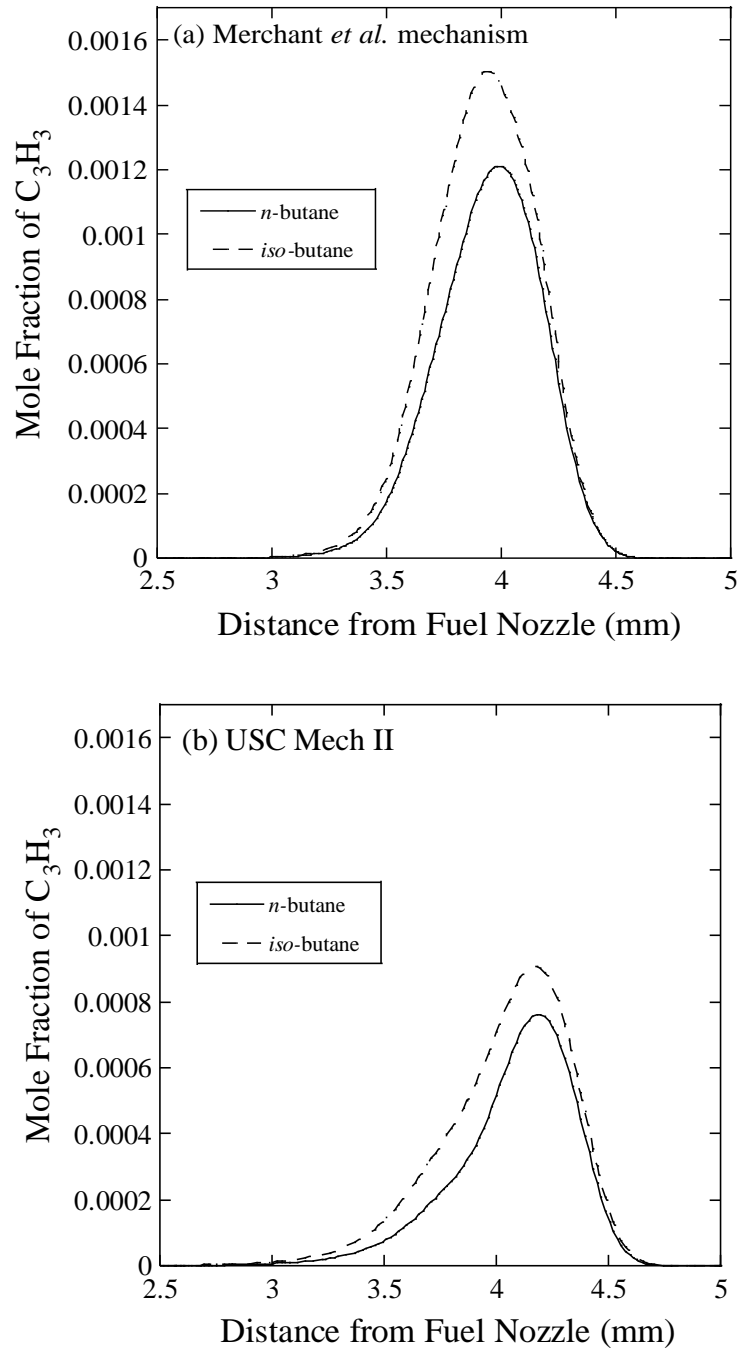 (a) Merchant et al. mechanism
0.0016
0.0014
0.0012
0.001
0.0008
0.0006
0.0004
0.0002
0
Mole Fraction of C₃H₃
n-butane
iso-butane
2.5 3 3.5 4 4.5 5
Distance from Fuel Nozzle (mm)
(b) USC Mech II
0.0016
0.0014
0.0012
0.001
0.0008
0.0006
0.0004
0.0002
0
Mole Fraction of C₃H₃
n-butane
iso-butane
2.5 3 3.5 4 4.5 5
Distance from Fuel Nozzle (mm)